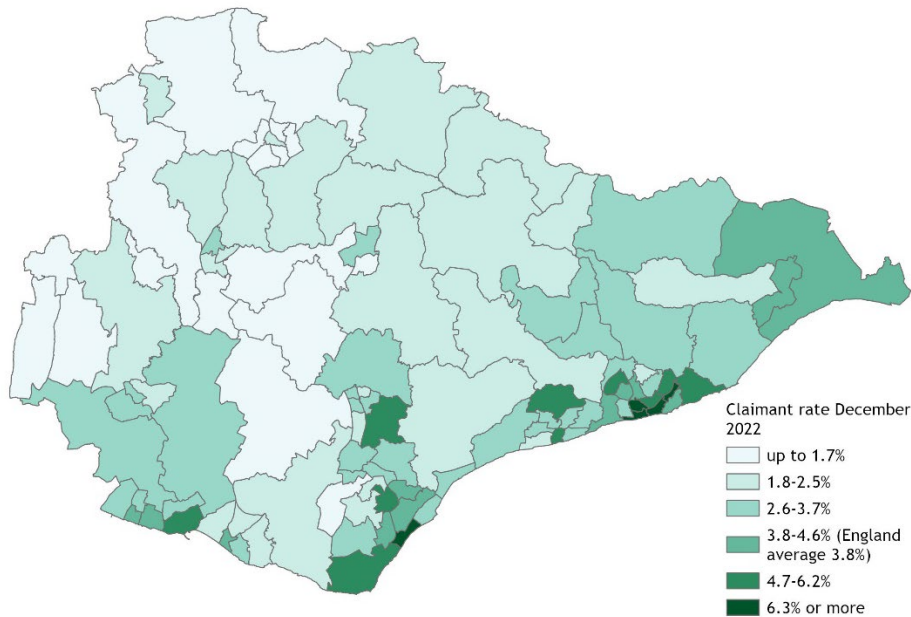 Claimant rate December
2022
up to 1.7%
1.8-2.5%
2.6-3.7%
3.8-4.6% (England
average 3.8%)
4.7-6.2%
6.3% or more